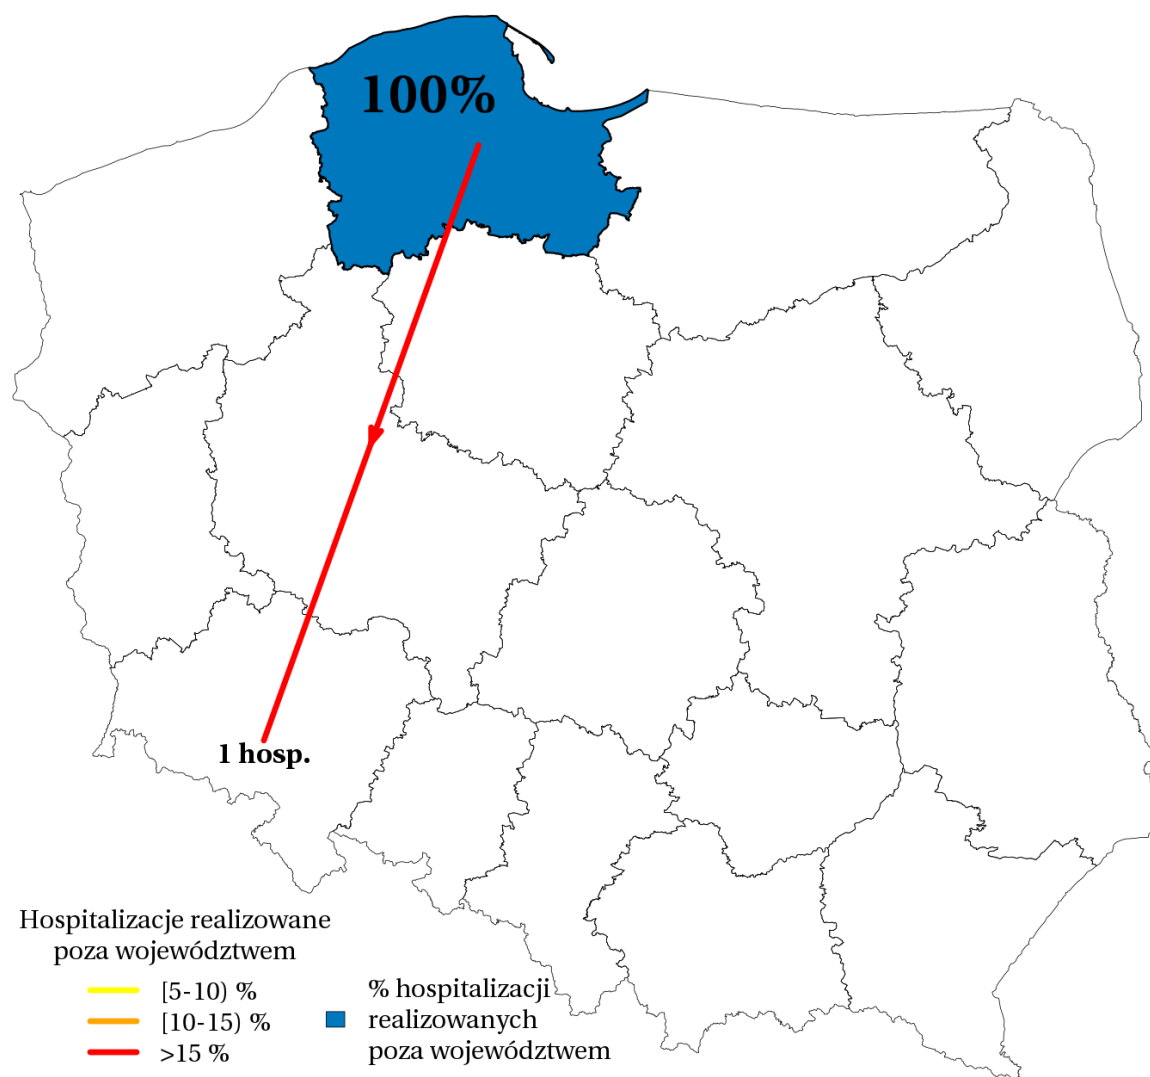 100%
1 hosp.
Hospitalizacje realizowane
poza województwem
[5-10) %
[10-15) %
>15 %
% hospitalizacji
realizowanych
poza województwem